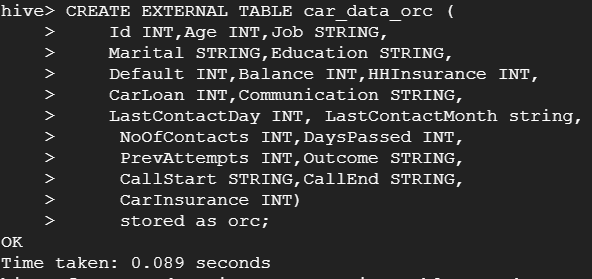 hive> CREATE EXTERNAL TABLE car_data_orc (
> Id INT,Age INT,Job STRING,
> Marital STRING,Education STRING,
> Default INT,Balance INT,HHInsurance INT,
> CarLoan INT,Communication STRING,
> LastContactDay INT, LastContactMonth string,
> NoOfContacts INT,DaysPassed INT,
> PrevAttempts INT,Outcome STRING,
> CallStart STRING,CallEnd STRING,
> CarInsurance INT)
> stored as orc;
OK
Time taken: 0.089 seconds